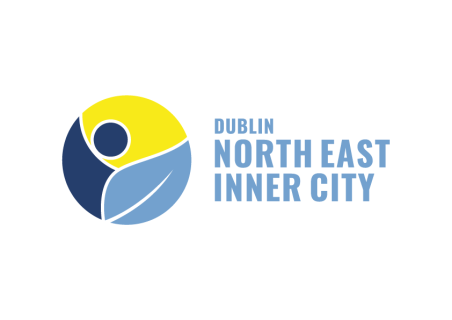 DUBLIN
NORTH EAST
INNER CITY